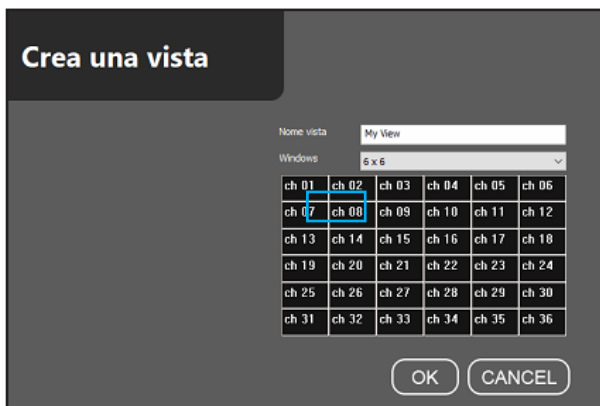 Crea una vista
Nome vista My View
Windows 6 x 6
ch 01 ch 02 ch 03 ch 04 ch 05 ch 06
ch 07 ch 08 ch 09 ch 10 ch 11 ch 12
ch 13 ch 14 ch 15 ch 16 ch 17 ch 18
ch 19 ch 20 ch 21 ch 22 ch 23 ch 24
ch 25 ch 26 ch 27 ch 28 ch 29 ch 30
ch 31 ch 32 ch 33 ch 34 ch 35 ch 36
OK CANCEL